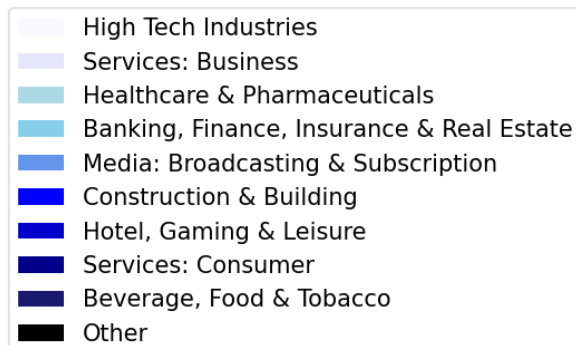 High Tech Industries
Services: Business
Healthcare & Pharmaceuticals
Banking, Finance, Insurance & Real Estate
Media: Broadcasting & Subscription
Construction & Building
Hotel, Gaming & Leisure
Services: Consumer
Beverage, Food & Tobacco
Other